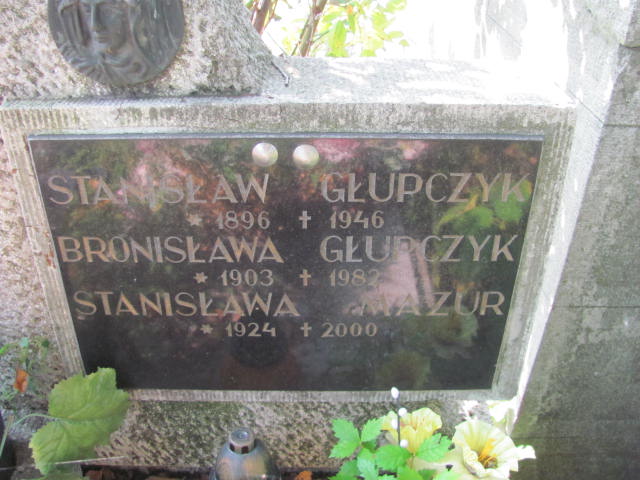 STANISŁAW GŁUPCZYK
* 1896 † 1946
BRONISŁAWA GŁUPCZYK
* 1903 † 1982
STANISŁAWA MAZUR
* 1924 † 2000